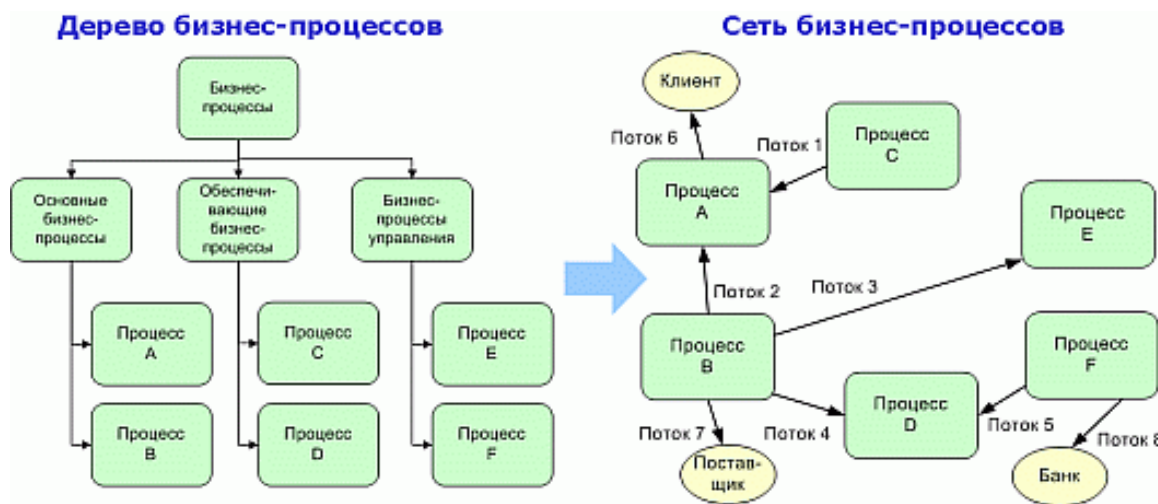 Дерево бизнес-процессов
Бизнес-
процессы
Основные
бизнес-
процессы
Обеспечи-
вающие
бизнес-
процессы
Бизнес-
процессы
управления
Процесс
A
Процесс
C
Процесс
E
Процесс
B
Процесс
D
Процесс
F
Сеть бизнес-процессов
Клиент
Поток 6
Поток 1
Процесс
C
Процесс
A
Процесс
E
Поток 2
Поток 3
Процесс
B
Процесс
F
Процесс
D
Поток 7
Поток 4
Поток 5
Поток 8
Постав-
щик
Банк